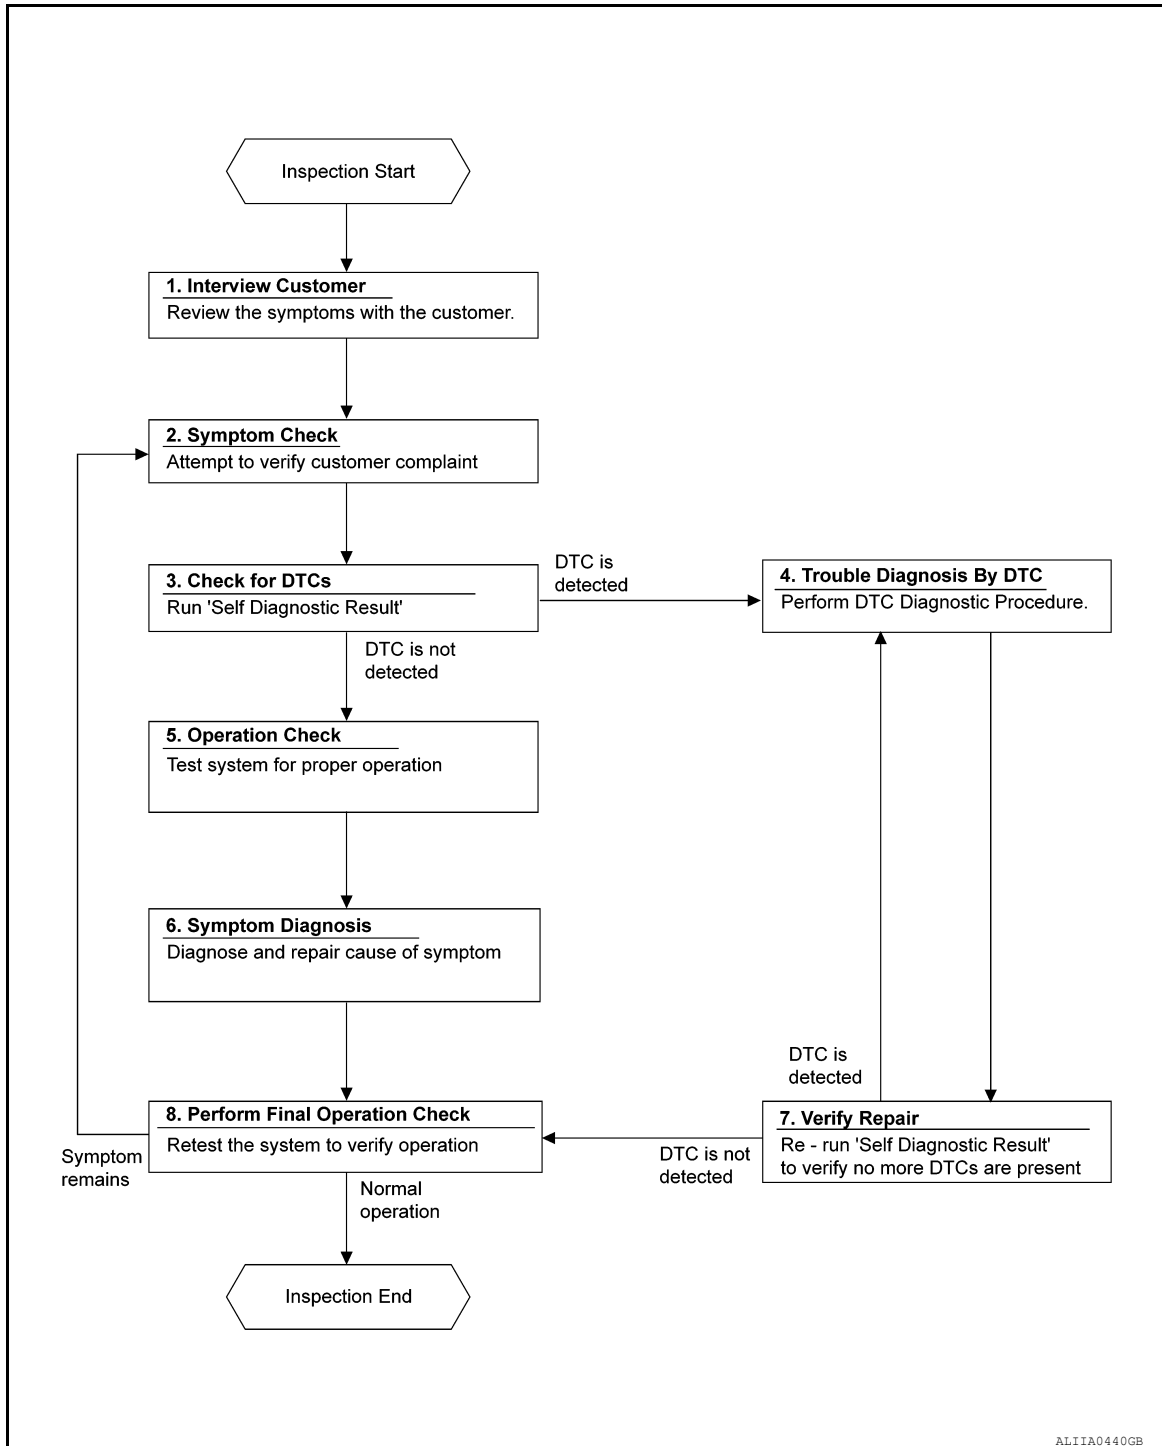 Inspection Start
1. Interview Customer
Review the symptoms with the customer.
2. Symptom Check
Attempt to verify customer complaint
3. Check for DTCs
Run 'Self Diagnostic Result'
DTC is
detected
4. Trouble Diagnosis By DTC
Perform DTC Diagnostic Procedure.
DTC is not
detected
5. Operation Check
Test system for proper operation
6. Symptom Diagnosis
Diagnose and repair cause of symptom
DTC is
detected
7. Verify Repair
Re - run 'Self Diagnostic Result'
to verify no more DTCs are present
DTC is not
detected
8. Perform Final Operation Check
Retest the system to verify operation
Symptom
remains
Normal
operation
Inspection End
ALIIA0440GB